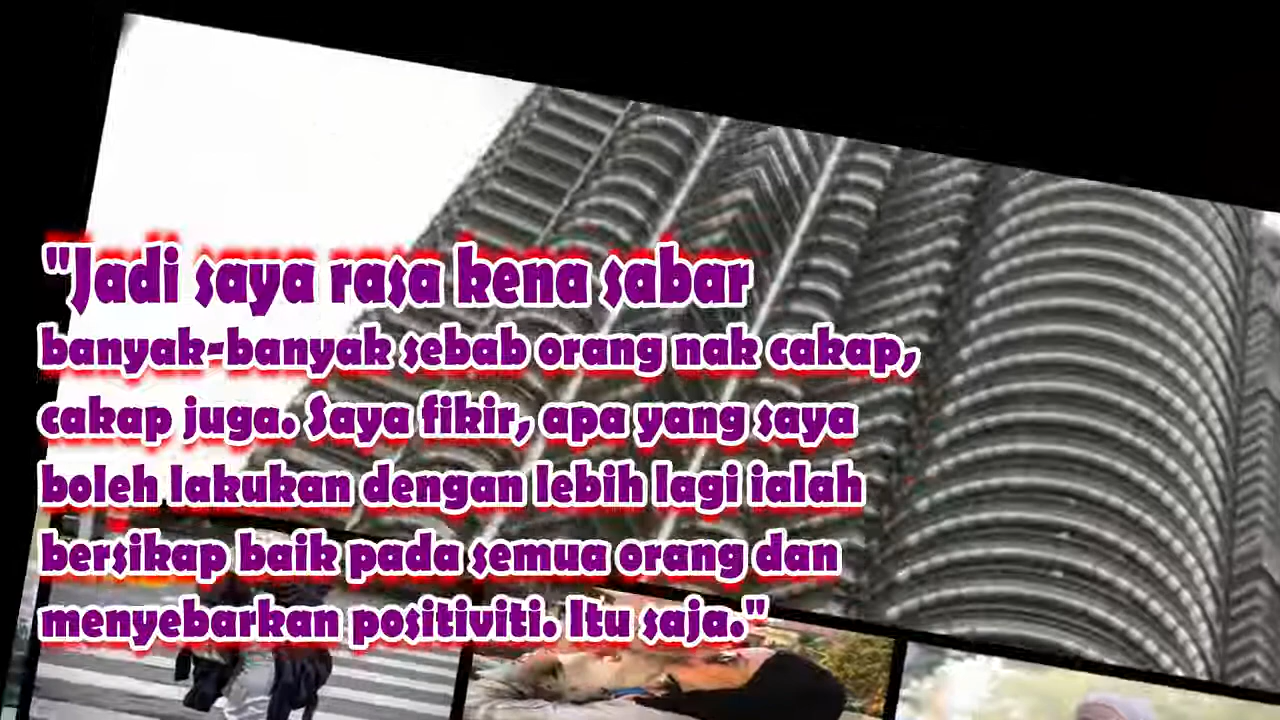 "Jadi saya rasa kena sabar
banyak-banyak sebab orang nak cakap,
cakap juga. Saya fikir, apa yang saya
boleh lakukan dengan lebih lagi ialah
bersikap baik pada semua orang dan
menyebarkan positiviti. Itu saja."